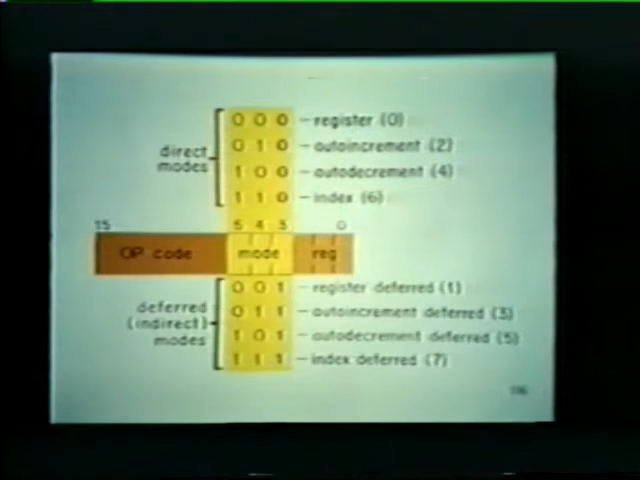 0 0 0 – register (0)
0 1 0 – autoincrement (2)
direct
modes
1 0 0 – autodecrement (4)
1 1 0 – index (6)
15 5 4 3 0
OP code mode reg
0 0 1 – register deferred (1)
deferred
(indirect)
modes
0 1 1 – autoincrement deferred (3)
1 0 1 – autodecrement deferred (5)
1 1 1 – index deferred (7)